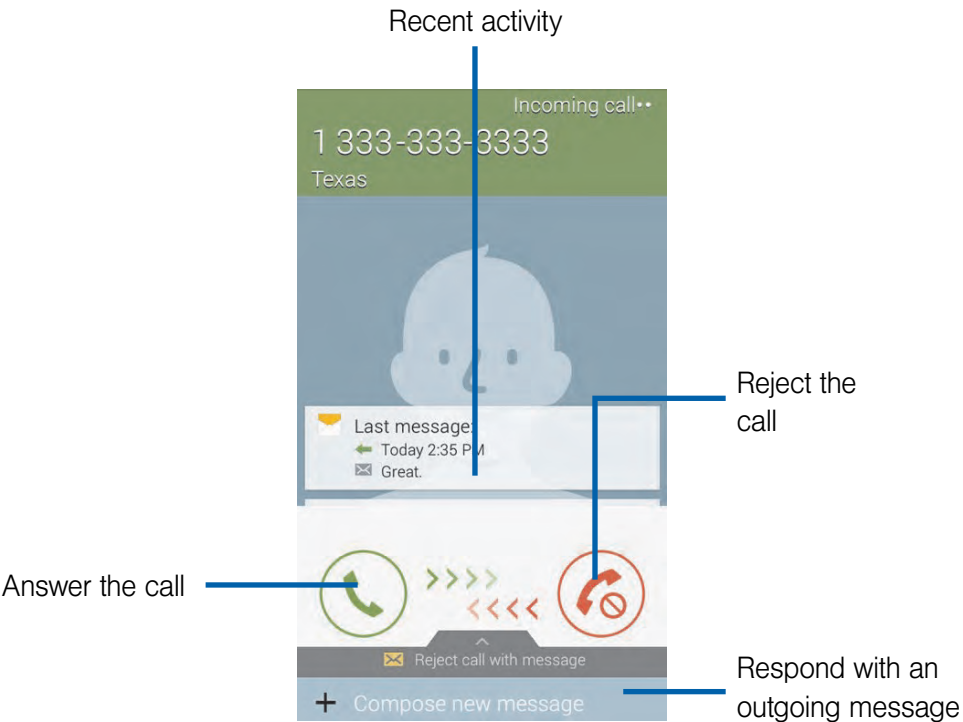 Recent activity
Incoming call••
1 333-333-3333
Texas
Last message:
Today 2:35 PM
Great.
Reject the
call
Answer the call
Reject call with message
Respond with an
outgoing message
+ Compose new message